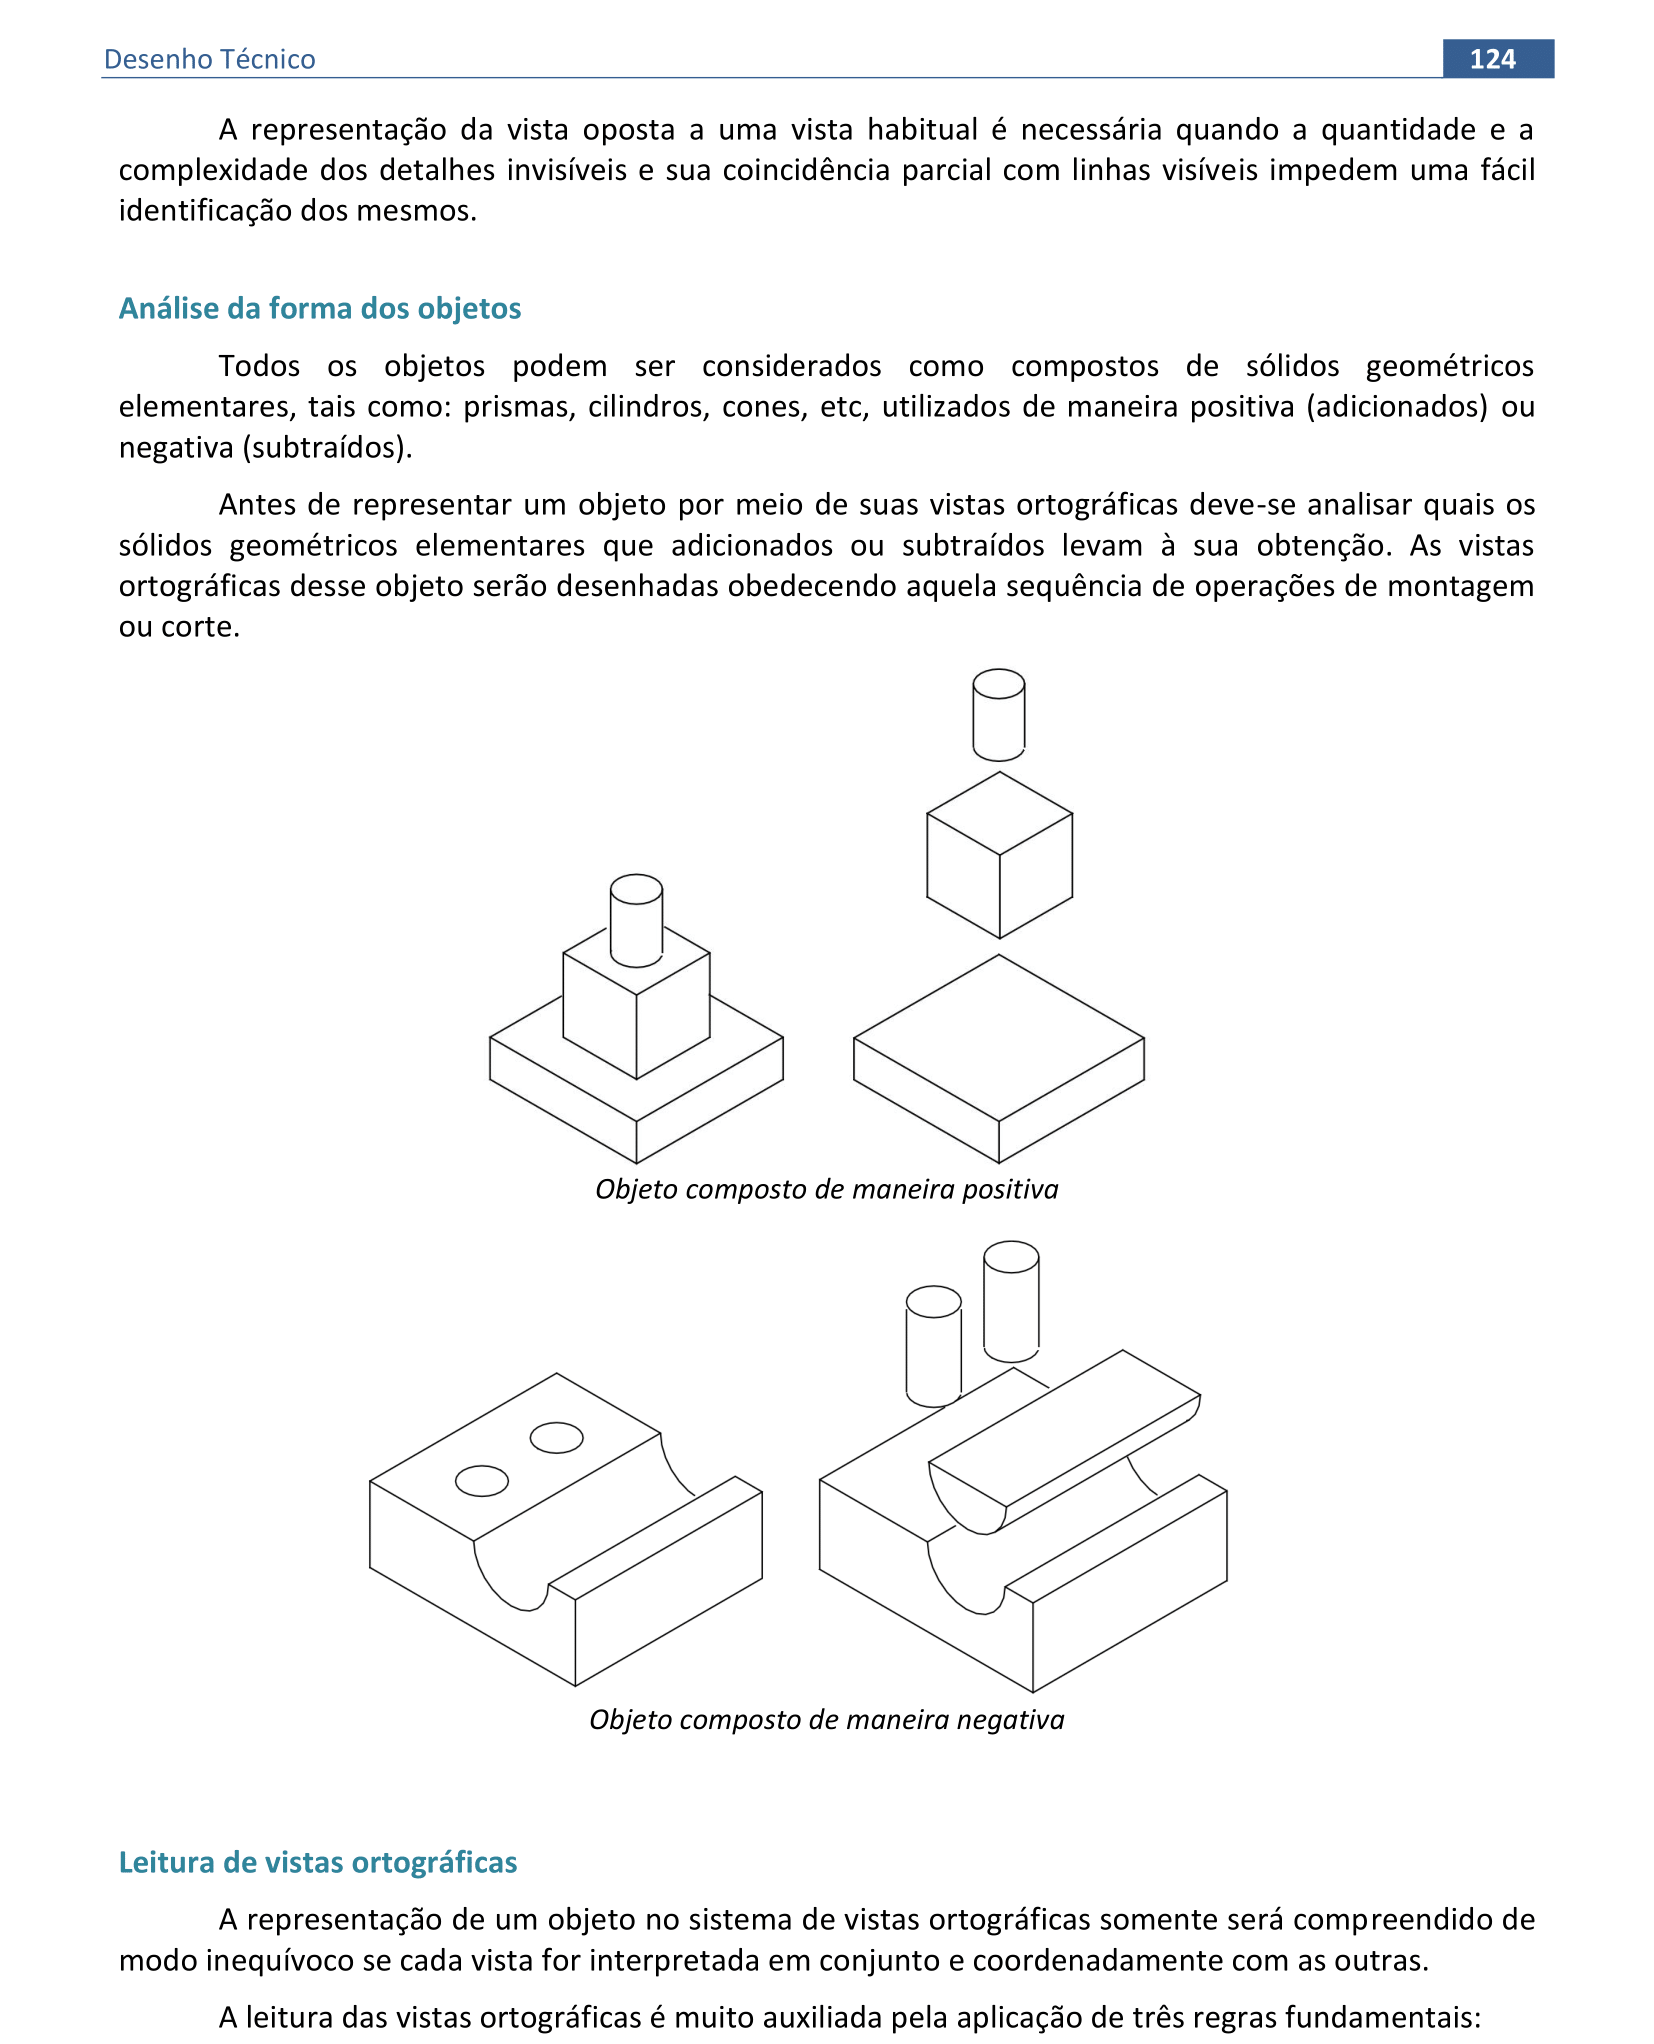 Desenho Técnico
124
A representação da vista oposta a uma vista habitual é necessária quando a quantidade e a
complexidade dos detalhes invisíveis e sua coincidência parcial com linhas visíveis impedem uma fácil
identificação dos mesmos.
Análise da forma dos objetos
Todos os objetos podem ser considerados como compostos de sólidos geométricos
elementares, tais como: prismas, cilindros, cones, etc, utilizados de maneira positiva (adicionados) ou
negativa (subtraídos).
Antes de representar um objeto por meio de suas vistas ortográficas deve-se analisar quais os
sólidos geométricos elementares que adicionados ou subtraídos levam à sua obtenção. As vistas
ortográficas desse objeto serão desenhadas obedecendo aquela sequência de operações de montagem
ou corte.
Objeto composto de maneira positiva
Objeto composto de maneira negativa
Leitura de vistas ortográficas
A representação de um objeto no sistema de vistas ortográficas somente será compreendido de
modo inequívoco se cada vista for interpretada em conjunto e coordenadamente com as outras.
A leitura das vistas ortográficas é muito auxiliada pela aplicação de três regras fundamentais: